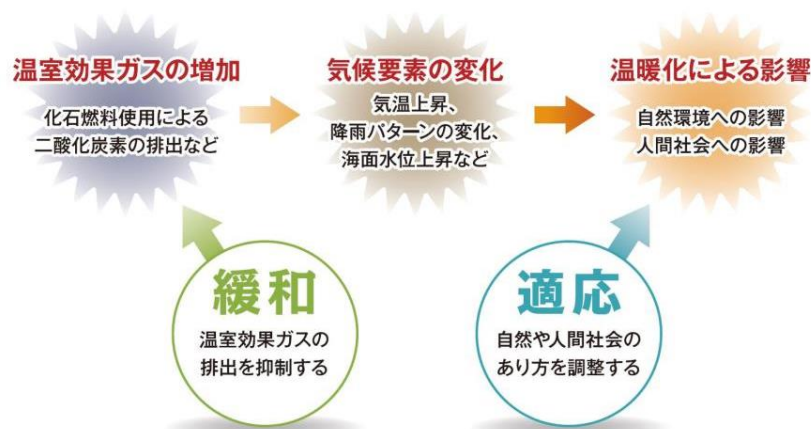 温室効果ガスの増加
化石燃料使用による
二酸化炭素の排出など
気候要素の変化
気温上昇、
降雨パターンの変化、
海面水位上昇など
温暖化による影響
自然環境への影響
人間社会への影響
緩和
温室効果ガスの
排出を抑制する
適応
自然や人間社会の
あり方を調整する